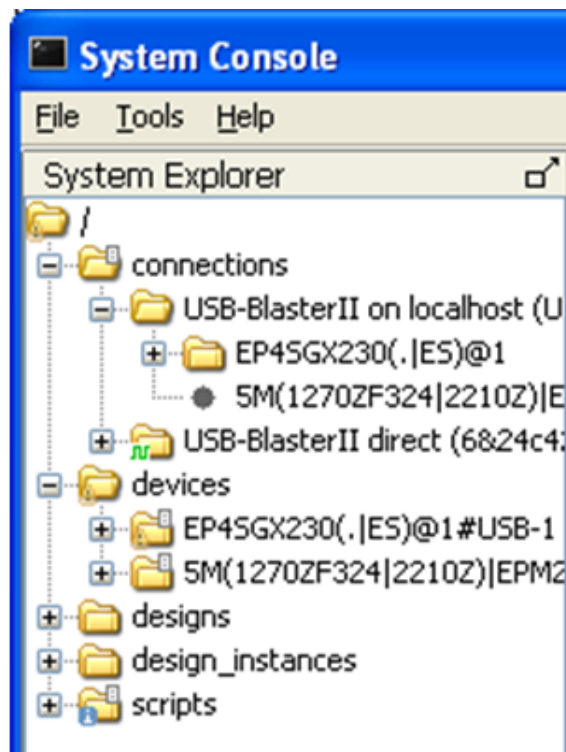 System Console
File Tools Help
System Explorer
/
connections
USB-BlasterII on localhost (U
EP4SGX230(.|ES)@1
5M(1270ZF324|2210Z)|E
USB-BlasterII direct (6&24c4
devices
EP4SGX230(.|ES)@1#USB-1
5M(1270ZF324|2210Z)|EPM2
designs
design_instances
scripts